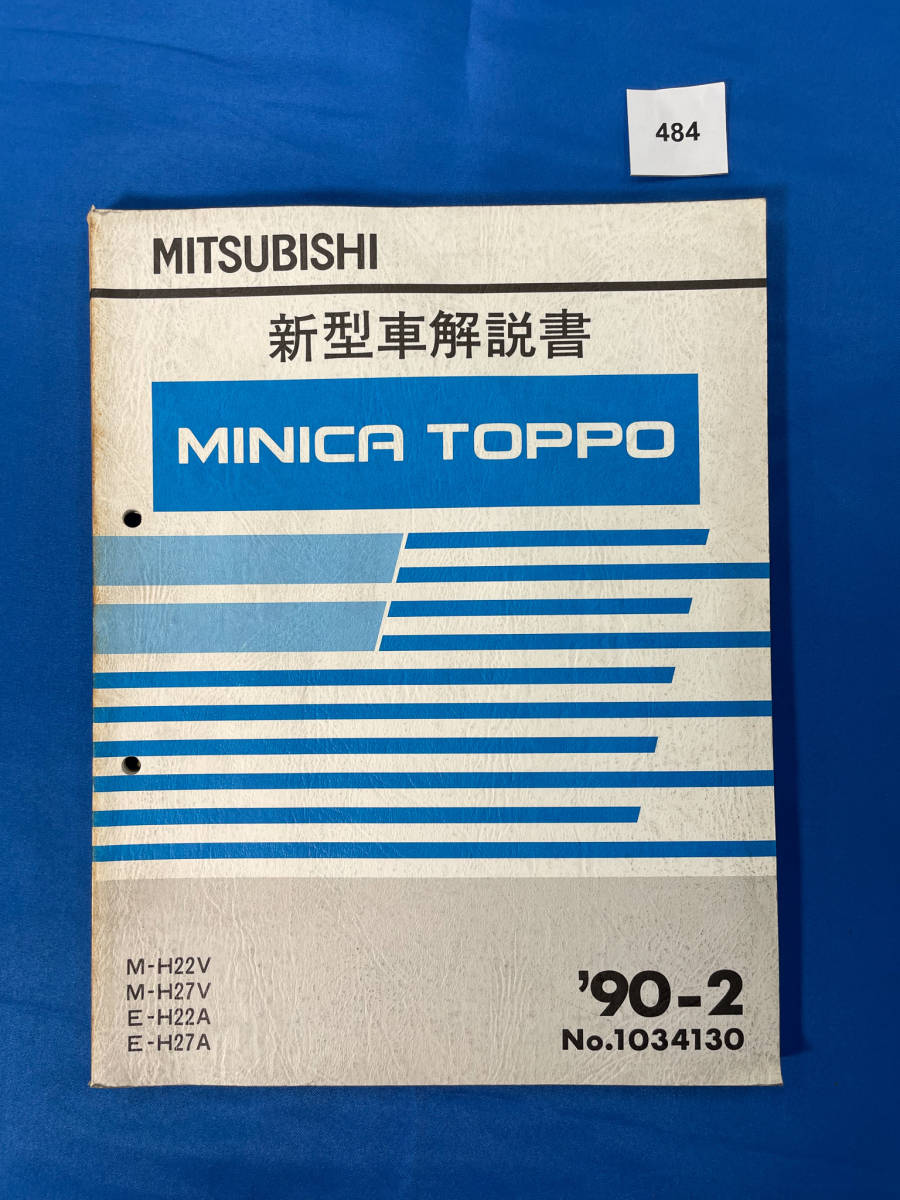 484
MITSUBISHI
新型車解説書
MINICA TOPPO
M-H22V
M-H27V
E-H22A
E-H27A
'90-2
No.1034130